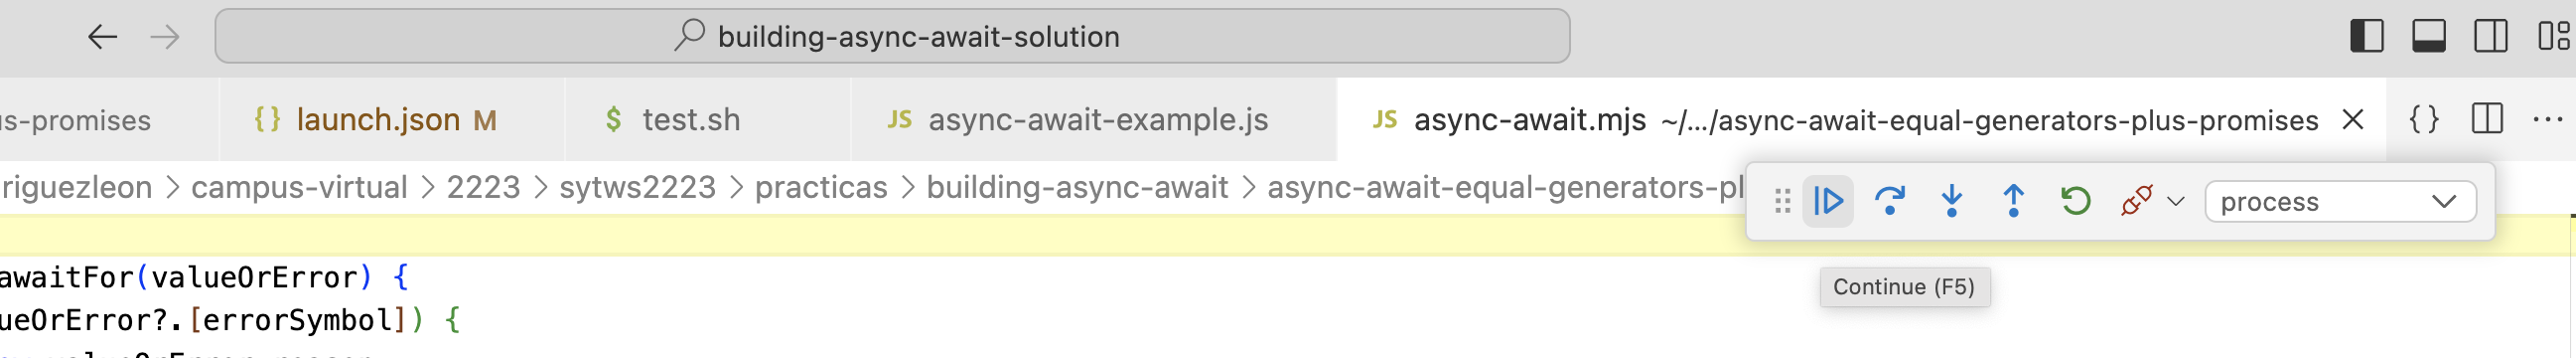 building-async-await-solution
us-promises {} launch.json M $ test.sh JS async-await-example.js JS async-await.mjs ~/.../async-await-equal-generators-plus-promises {} ...
riguezleon > campus-virtual > 2223 > sytws2223 > practicas > building-async-await > async-await-equal-generators-pl
process
Continue (F5)
awaitFor(valueOrError) {
ueOrError?.[errorSymbol]) {